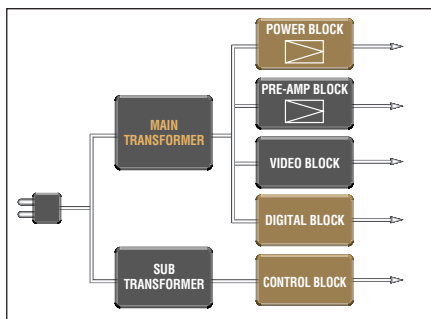 POWER BLOCK
PRE-AMP BLOCK
MAIN
TRANSFORMER
VIDEO BLOCK
DIGITAL BLOCK
SUB
TRANSFORMER
CONTROL BLOCK